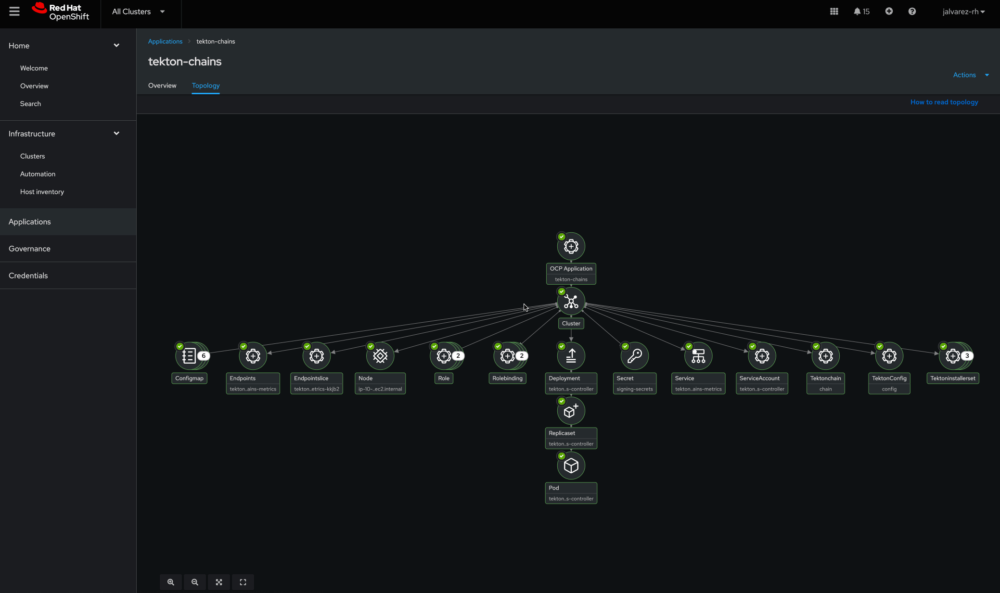 Red Hat
OpenShift
All Clusters
15
jalvarez-rh
Home
Welcome
Overview
Search
Infrastructure
Clusters
Automation
Host inventory
Applications
Governance
Credentials
Applications > tekton-chains
tekton-chains
Actions
Overview
Topology
How to read topology
OCP Application
tekton-chains
Cluster
6
2
2
3
Configmap
Endpoints
tekton..ains-metrics
Endpointslice
tekton..etrics-kkjb2
Node
ip-10-..ec2.internal
Role
Rolebinding
Deployment
tekton..s-controller
Secret
signing-secrets
Service
tekton..ains-metrics
ServiceAccount
tekton..s-controller
Tektonchain
chain
TektonConfig
config
Tektoninstallerset
Replicaset
tekton..s-controller
Pod
tekton..s-controller